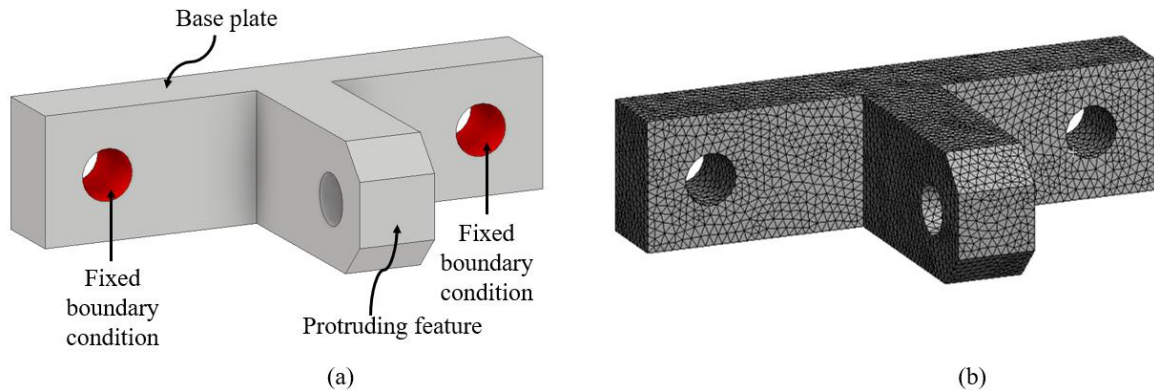 Base plate
Fixed
boundary
condition
Fixed
boundary
condition
Protruding feature
(a)
(b)